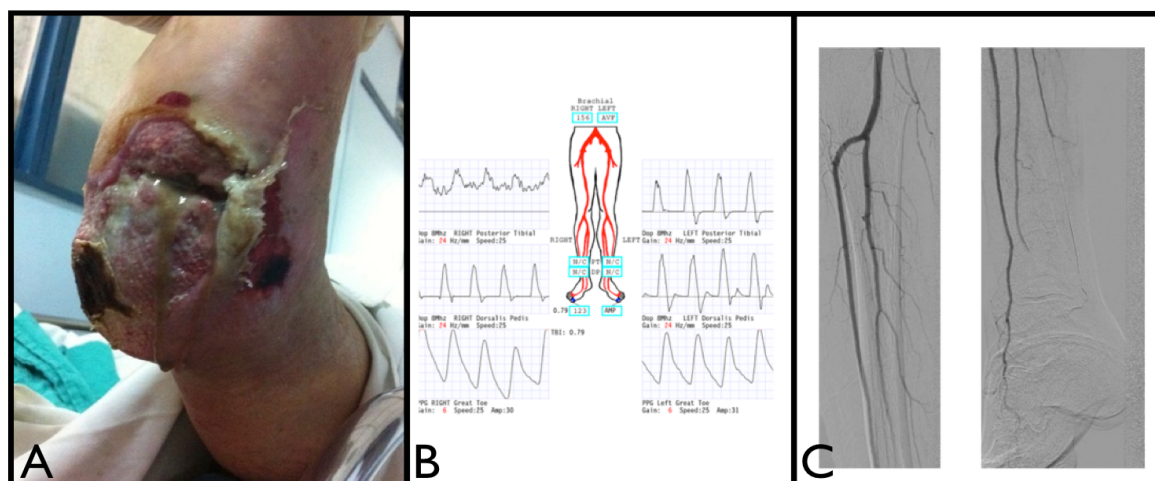 Brachial
RIGHT LEFT
156 AVF
Dop 8Mhz RIGHT Posterior Tibial
Gain: 24 Hz/mm Speed:25
Dop 8Mhz LEFT Posterior Tibial
Gain: 24 Hz/mm Speed:25
RIGHT LEFT
N/C PT N/C
N/C DP N/C
0.79 123 AMP
TBI: 0.79
Dop 8Mhz RIGHT Dorsalis Pedis
Gain: 24 Hz/mm Speed:25
Dop 8Mhz LEFT Dorsalis Pedis
Gain: 24 Hz/mm Speed:25
PPG RIGHT Great Toe
Gain: 6 Speed:25 Amp:30
PPG Left Great Toe
Gain: 6 Speed:25 Amp:31
A
B
C